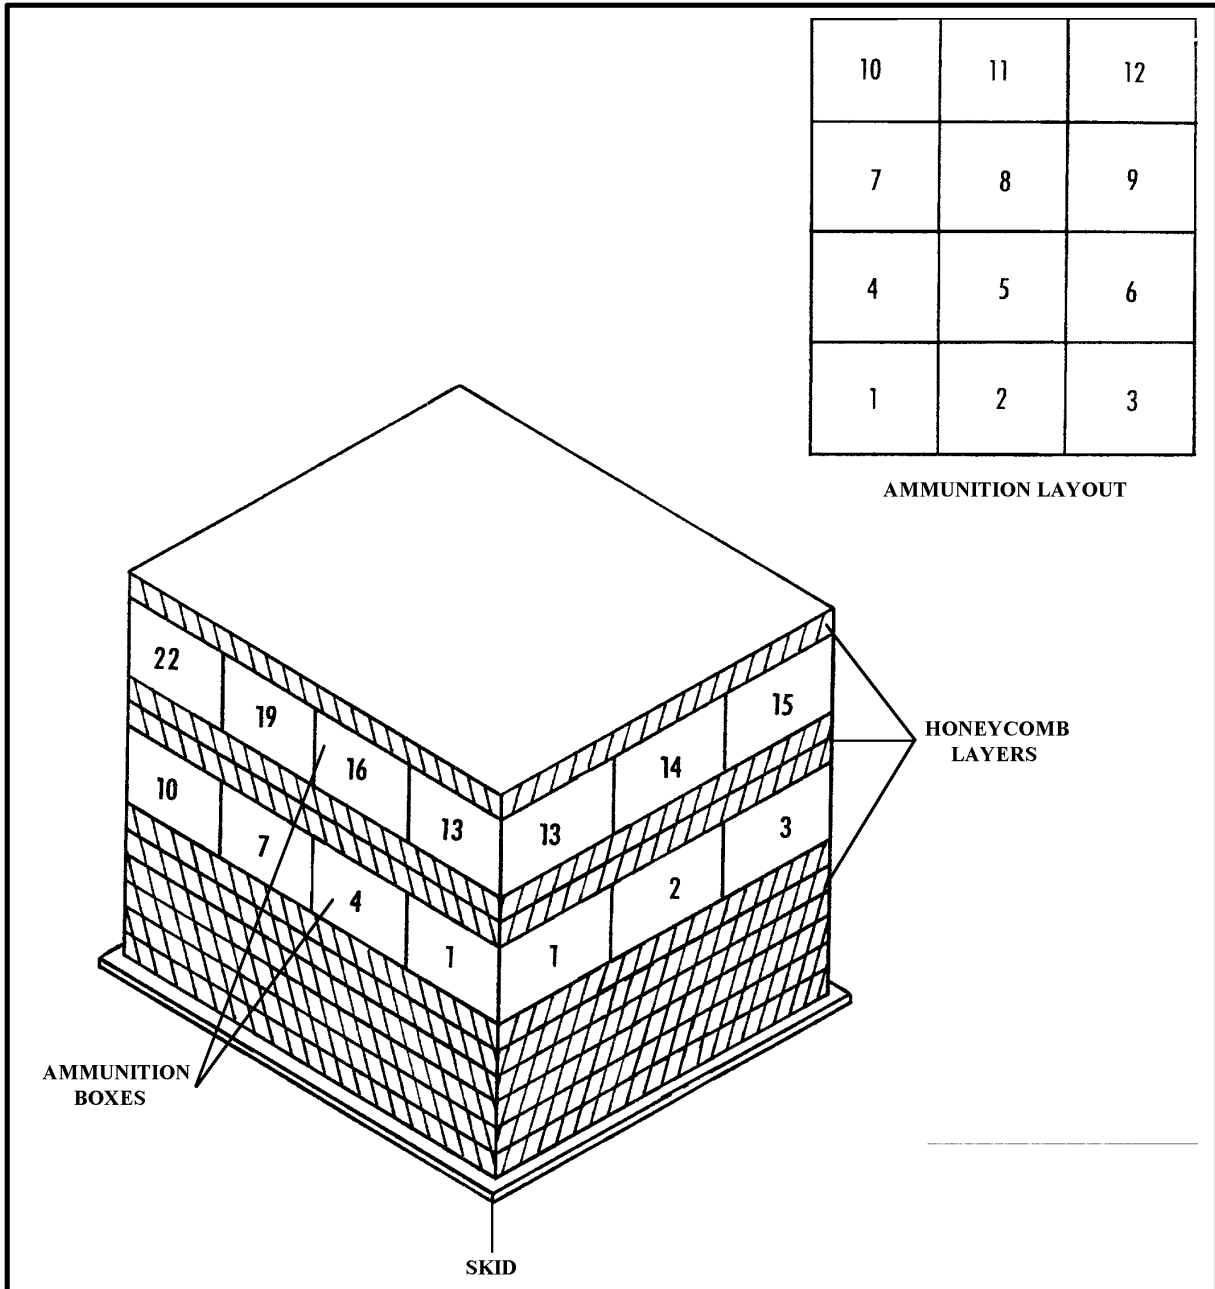 10 11 12
7 8 9
4 5 6
1 2 3
AMMUNITION LAYOUT
22 19 16 13
13 14 15
HONEYCOMB
LAYERS
10 7 4 1
1 2 3
AMMUNITION
BOXES
SKID